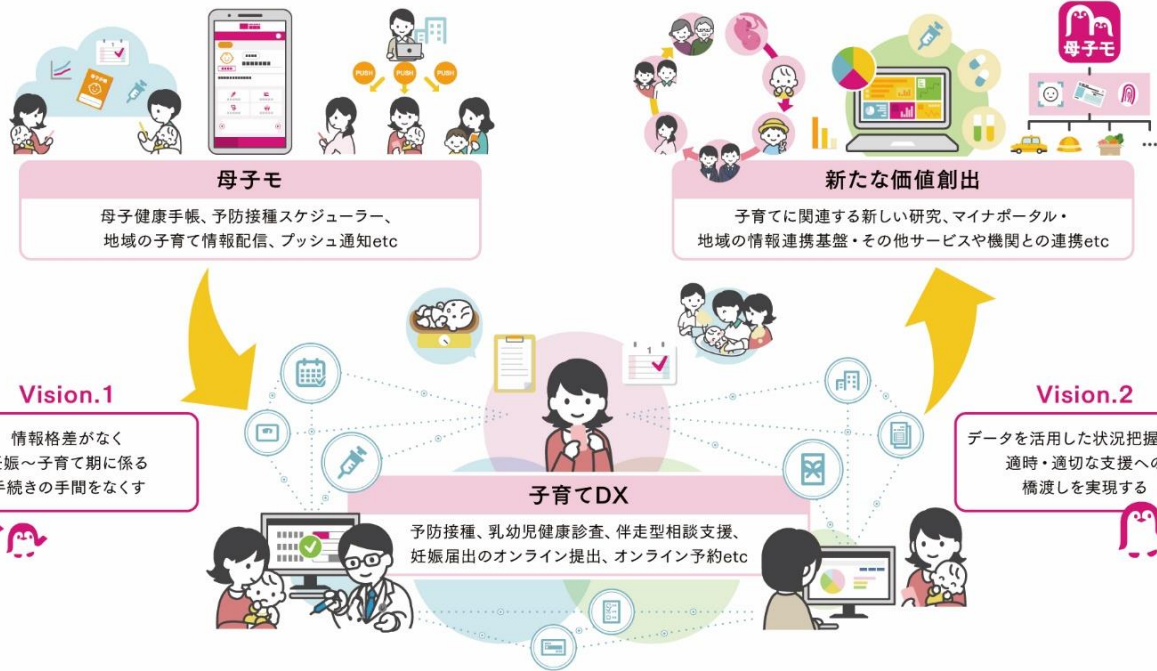 PUSH
PUSH
PUSH
母子モ
母子モ
母子健康手帳、予防接種スケジューラー、
地域の子育て情報配信、プッシュ通知etc
新たな価値創出
子育てに関連する新しい研究、マイナポータル・
地域の情報連携基盤・その他サービスや機関との連携etc
1
Vision.1
情報格差がなく
娠～子育て期に係る
続きの手間をなくす
Vision.2
データを活用した状況把握
適時・適切な支援への
橋渡しを実現する
子育てDX
予防接種、乳幼児健康診査、伴走型相談支援、
妊娠届出のオンライン提出、オンライン予約etc